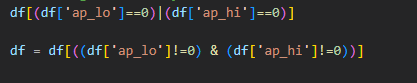 df[(df['ap_lo']==0)|(df['ap_hi']==0)]
df = df[((df['ap_lo']!=0) & (df['ap_hi']!=0))]